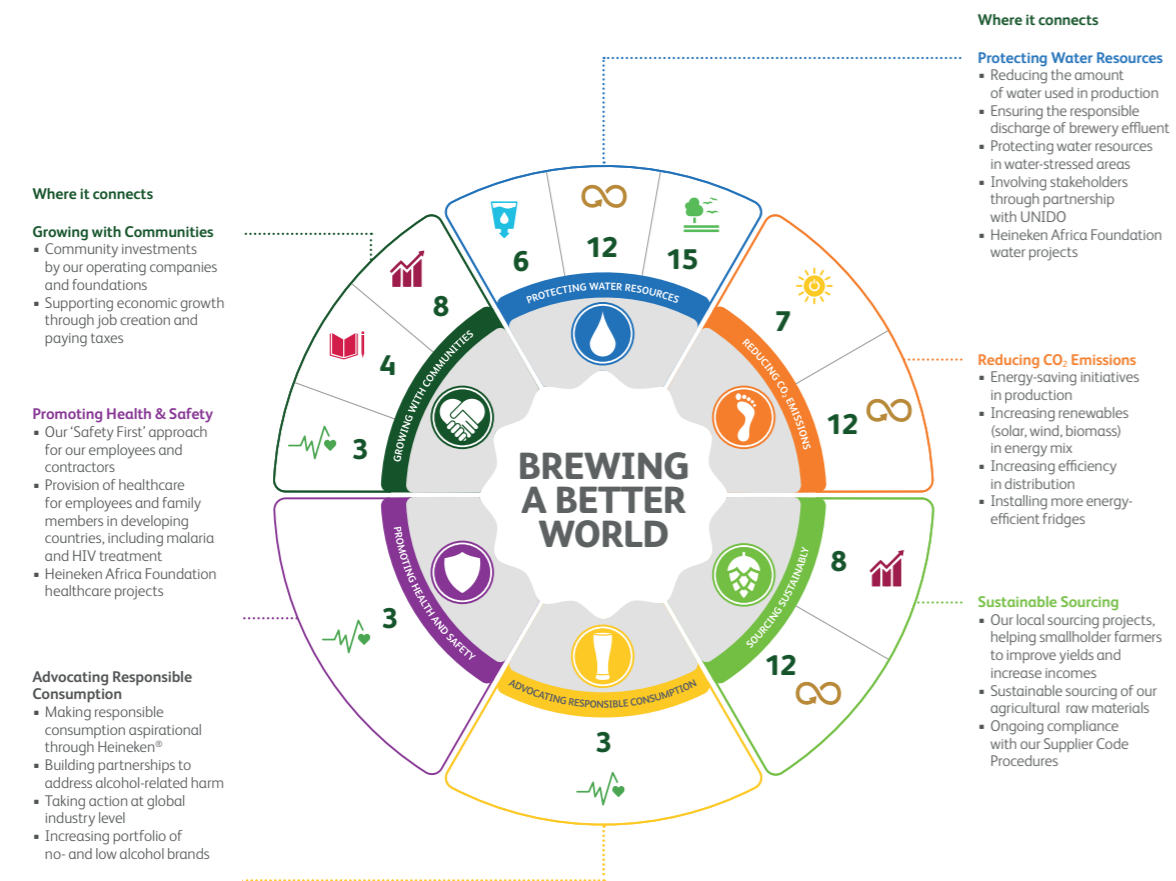 Where it connects
Growing with Communities
▪ Community investments
by our operating companies
and foundations
▪ Supporting economic growth
through job creation and
paying taxes
Promoting Health & Safety
▪ Our ‘Safety First’ approach
for our employees and
contractors
▪ Provision of healthcare
for employees and family
members in developing
countries, including malaria
and HIV treatment
▪ Heineken Africa Foundation
healthcare projects
Advocating Responsible
Consumption
▪ Making responsible
consumption aspirational
through Heineken®
▪ Building partnerships to
address alcohol-related harm
▪ Taking action at global
industry level
▪ Increasing portfolio of
no- and low alcohol brands
BREWING
A BETTER
WORLD
PROTECTING WATER RESOURCES
6
12
15
REDUCING CO₂ EMISSIONS
7
12
SOURCING SUSTAINABLY
8
12
ADVOCATING RESPONSIBLE CONSUMPTION
3
PROMOTING HEALTH AND SAFETY
3
GROWING WITH COMMUNITIES
3
4
8
Where it connects
Protecting Water Resources
▪ Reducing the amount
of water used in production
▪ Ensuring the responsible
discharge of brewery effluent
▪ Protecting water resources
in water-stressed areas
▪ Involving stakeholders
through partnership
with UNIDO
▪ Heineken Africa Foundation
water projects
Reducing CO₂ Emissions
▪ Energy-saving initiatives
in production
▪ Increasing renewables
(solar, wind, biomass)
in energy mix
▪ Increasing efficiency
in distribution
▪ Installing more energy-
efficient fridges
Sustainable Sourcing
▪ Our local sourcing projects,
helping smallholder farmers
to improve yields and
increase incomes
▪ Sustainable sourcing of our
agricultural raw materials
▪ Ongoing compliance
with our Supplier Code
Procedures